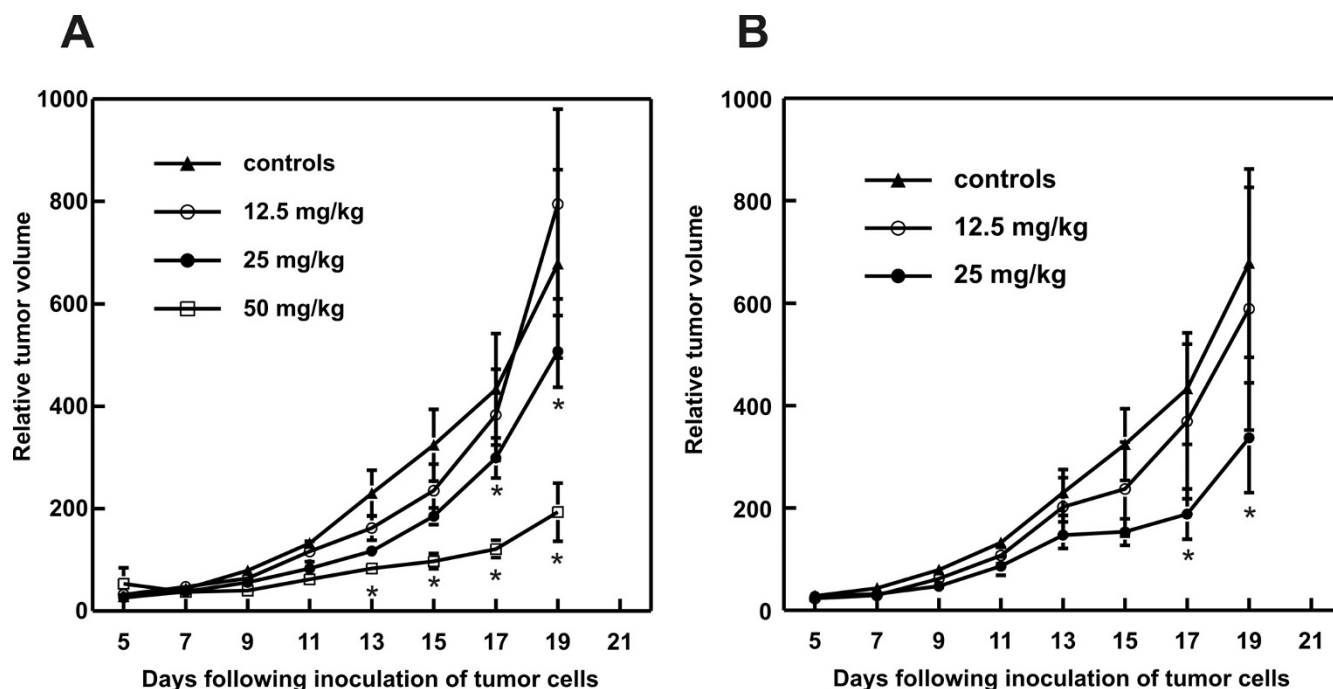 A
1000
800
600
400
200
0
Relative tumor volume
controls
12.5 mg/kg
25 mg/kg
50 mg/kg
*
*
*
*
*
*
5 7 9 11 13 15 17 19 21
Days following inoculation of tumor cells
B
1000
800
600
400
200
0
Relative tumor volume
controls
12.5 mg/kg
25 mg/kg
*
*
5 7 9 11 13 15 17 19 21
Days following inoculation of tumor cells